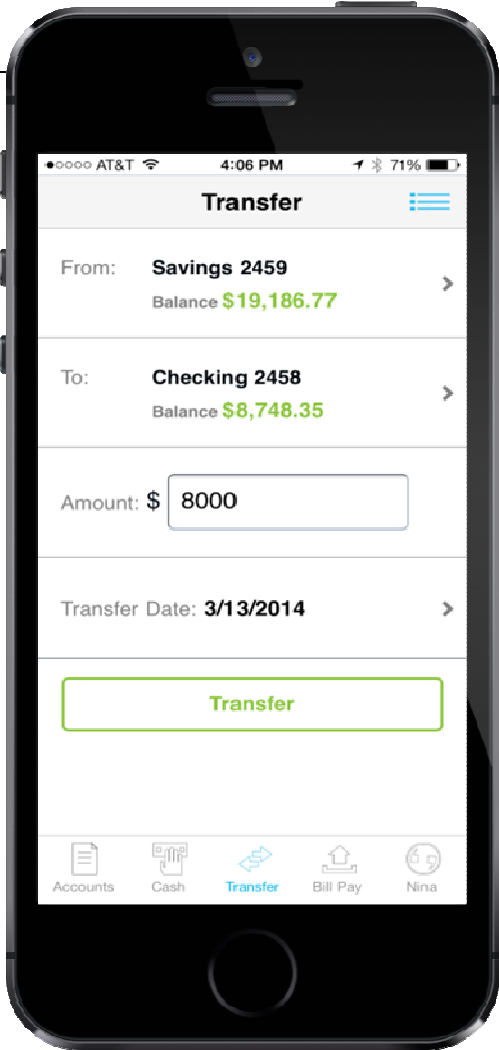 AT&T 4:06 PM 71%
Transfer
From: Savings 2459
Balance $19,186.77
To: Checking 2458
Balance $8,748.35
Amount: $ 8000
Transfer Date: 3/13/2014
Transfer
Accounts Cash Transfer Bill Pay Nina